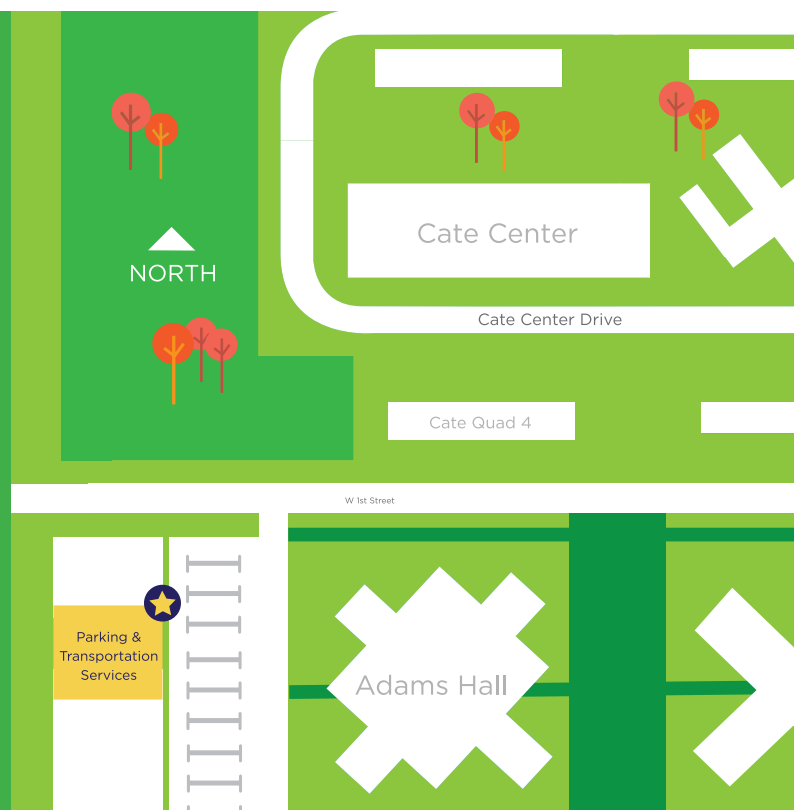 Cate Center
NORTH
Cate Center Drive
Cate Quad 4
W 1st Street
Parking &
Transportation
Services
Adams Hall